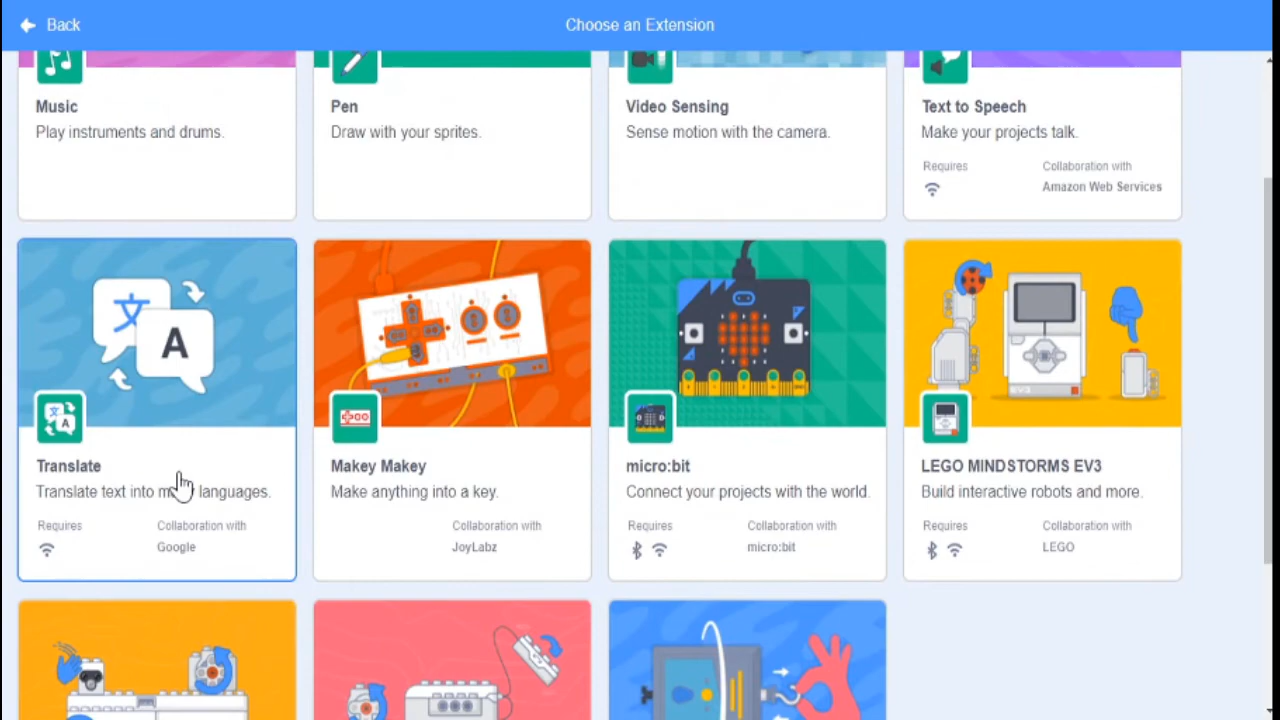 Back
Choose an Extension
Music
Play instruments and drums.
Pen
Draw with your sprites.
Video Sensing
Sense motion with the camera.
Text to Speech
Make your projects talk.
Requires
Collaboration with
Amazon Web Services
文
A
文
A
Translate
Translate text into languages.
Requires
Collaboration with
Google
Makey Makey
Make anything into a key.
Collaboration with
JoyLabz
micro:bit
Connect your projects with the world.
Requires
Collaboration with
micro:bit
LEGO MINDSTORMS EV3
Build interactive robots and more.
Requires
Collaboration with
LEGO